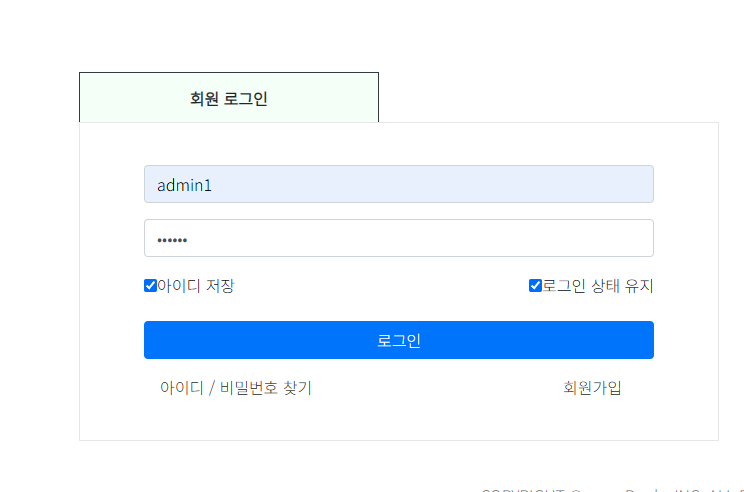 회원 로그인
admin1
••••••
아이디 저장 로그인 상태 유지
로그인
아이디 / 비밀번호 찾기 회원가입